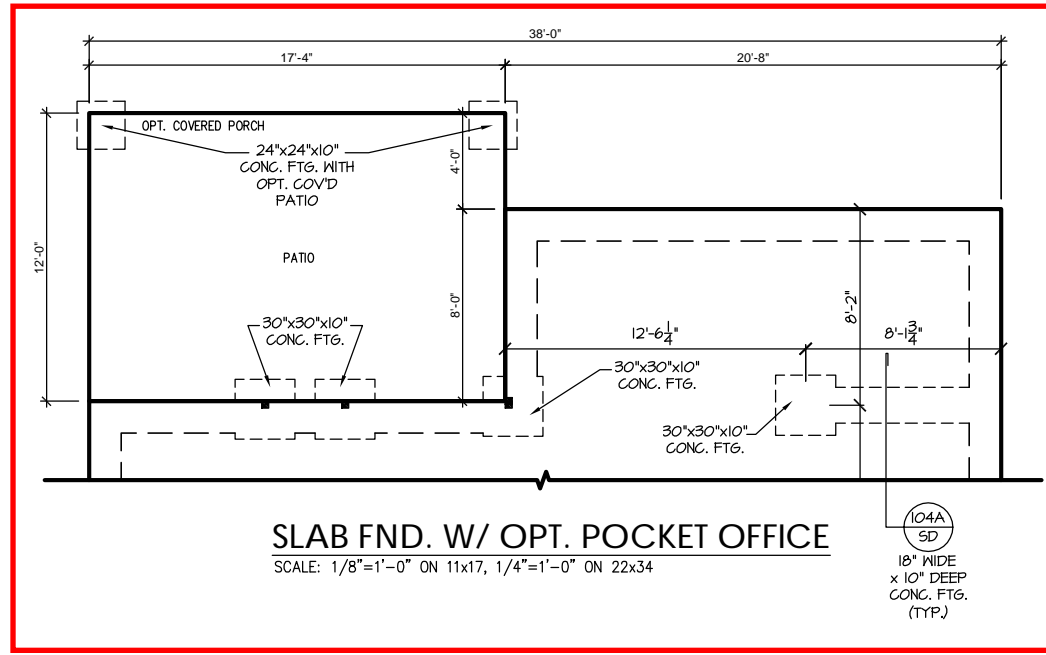 38'-0"
17'-4"
20'-8"
OPT. COVERED PORCH
24"x24"x10"
CONC. FTG. WITH
OPT. COV'D
PATIO
4'-0"
12'-0"
PATIO
8'-0"
8'-2"
30"x30"x10"
CONC. FTG.
12'-6 1/4"
8'-1 3/4"
30"x30"x10"
CONC. FTG.
30"x30"x10"
CONC. FTG.
SLAB FND. W/ OPT. POCKET OFFICE
SCALE: 1/8"=1'-0" ON 11x17, 1/4"=1'-0" ON 22x34
104A
SD
18" WIDE
x 10" DEEP
CONC. FTG.
(TYP.)